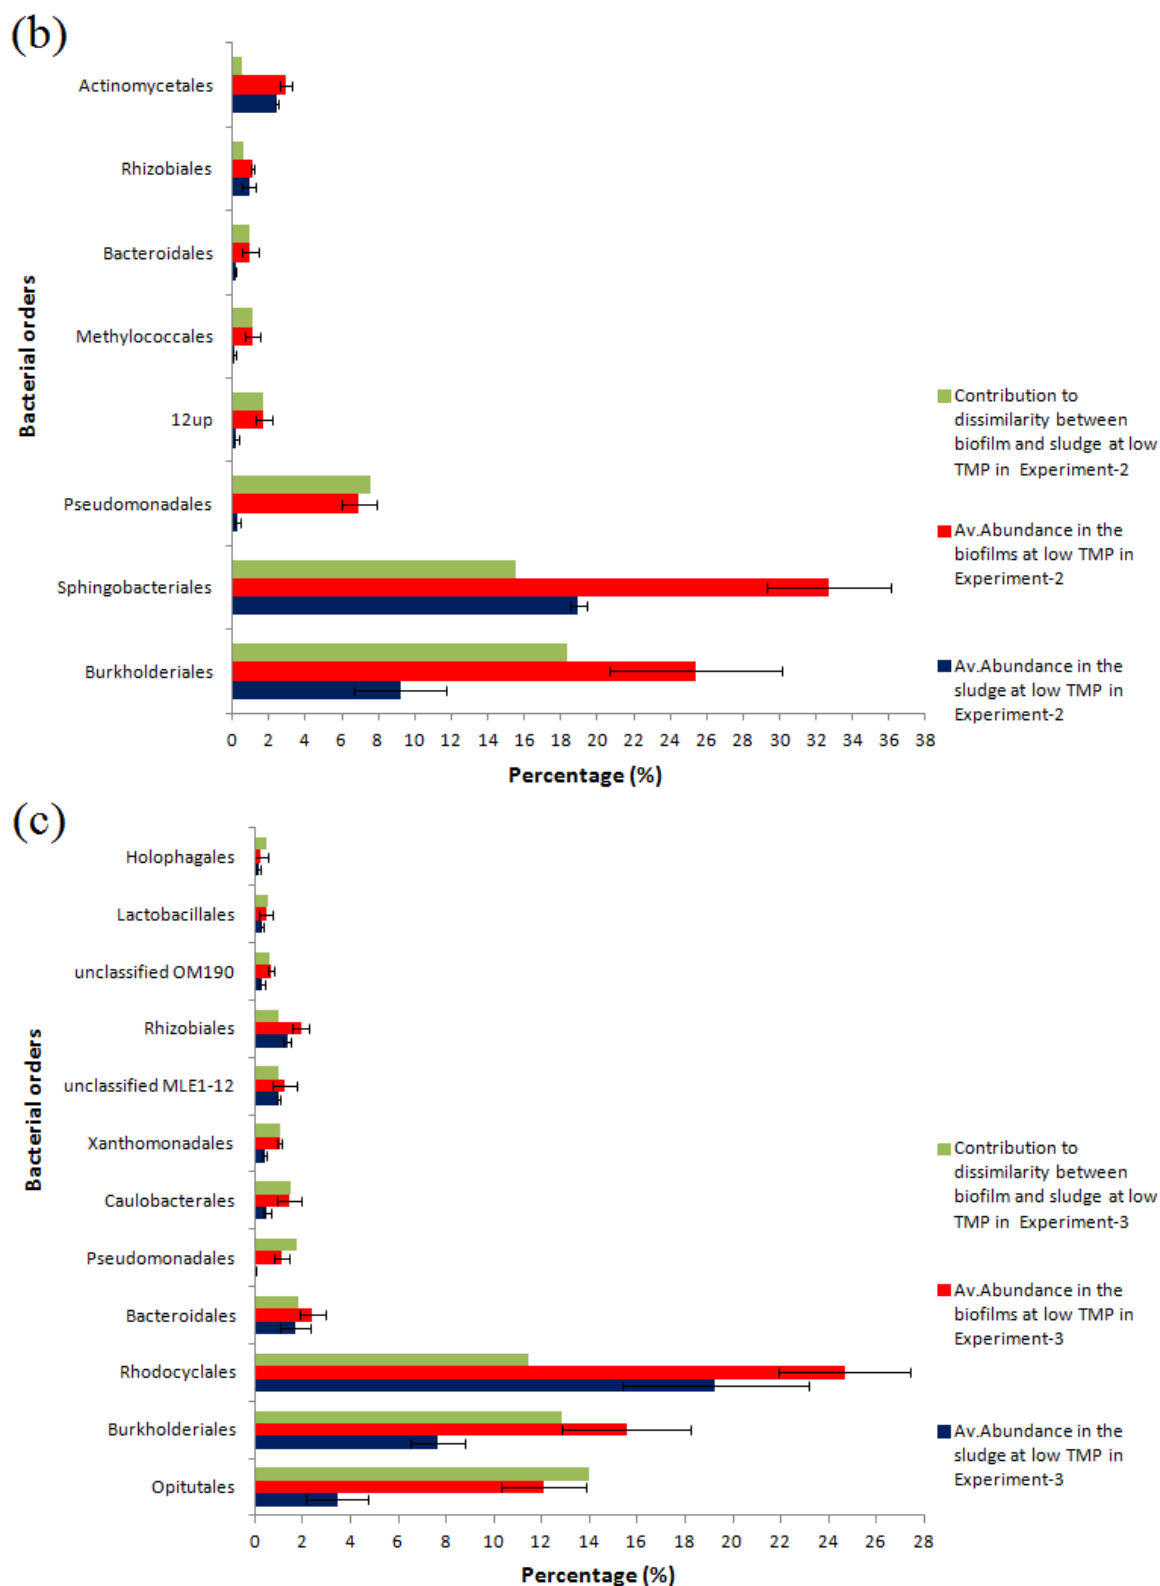 (b)
Actinomycetales
Rhizobiales
Bacteroidales
Methylococcales
12up
Pseudomonadales
Sphingobacteriales
Burkholderiales
Bacterial orders
0 2 4 6 8 10 12 14 16 18 20 22 24 26 28 30 32 34 36 38
Percentage (%)
Contribution to
dissimilarity between
biofilm and sludge at low
TMP in Experiment-2
Av.Abundance in the
biofilms at low TMP in
Experiment-2
Av.Abundance in the
sludge at low TMP in
Experiment-2
(c)
Holophagales
Lactobacillales
unclassified OM190
Rhizobiales
unclassified MLE1-12
Xanthomonadales
Caulobacterales
Pseudomonadales
Bacteroidales
Rhodocyclales
Burkholderiales
Opitutales
Bacterial orders
0 2 4 6 8 10 12 14 16 18 20 22 24 26 28
Percentage (%)
Contribution to
dissimilarity between
biofilm and sludge at low
TMP in Experiment-3
Av.Abundance in the
biofilms at low TMP in
Experiment-3
Av.Abundance in the
sludge at low TMP in
Experiment-3